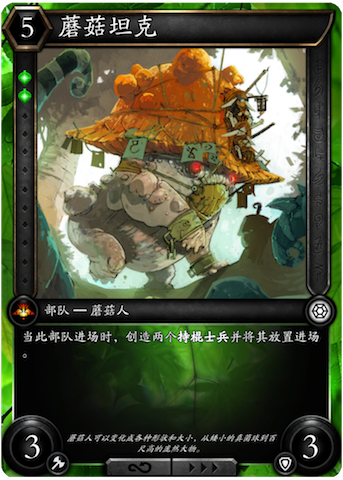 5
蘑菇坦克
部队 — 蘑菇人
当此部队进场时，创造两个持棍士兵并将其放置进场
。
蘑菇人可以变化成各种形状和大小，从矮小的真菌球到百
尺高的庞然大物。
3
3